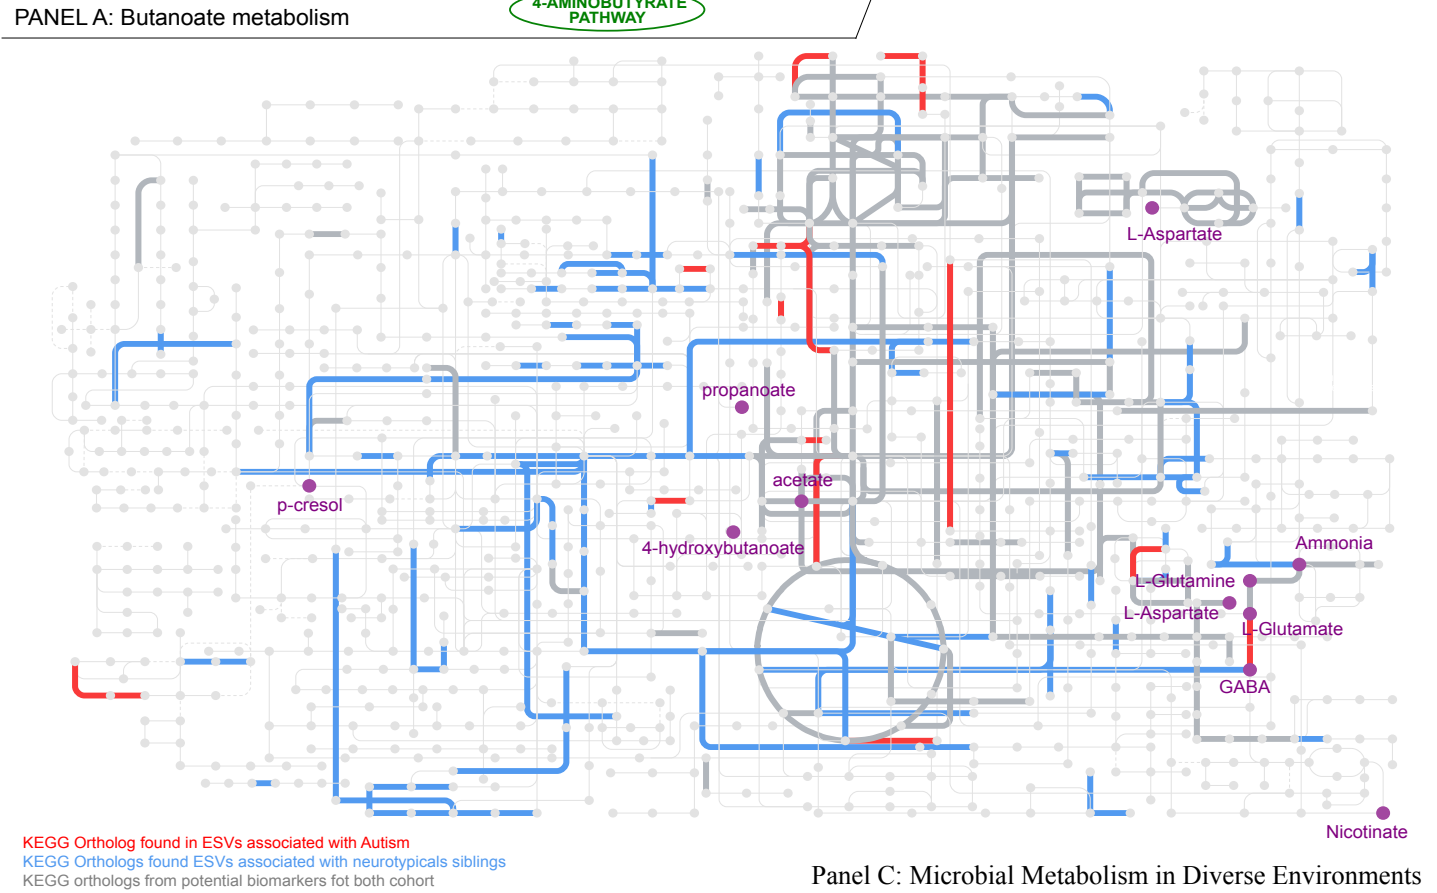 4-AMINOBUTYRATE
PATHWAY
PANEL A: Butanoate metabolism
L-Aspartate
propanoate
acetate
p-cresol
4-hydroxybutanoate
Ammonia
L-Glutamine
L-Aspartate
L-Glutamate
GABA
Nicotinate
KEGG Ortholog found in ESVs associated with Autism
KEGG Orthologs found ESVs associated with neurotypicals siblings
KEGG orthologs from potential biomarkers fot both cohort
Panel C: Microbial Metabolism in Diverse Environments